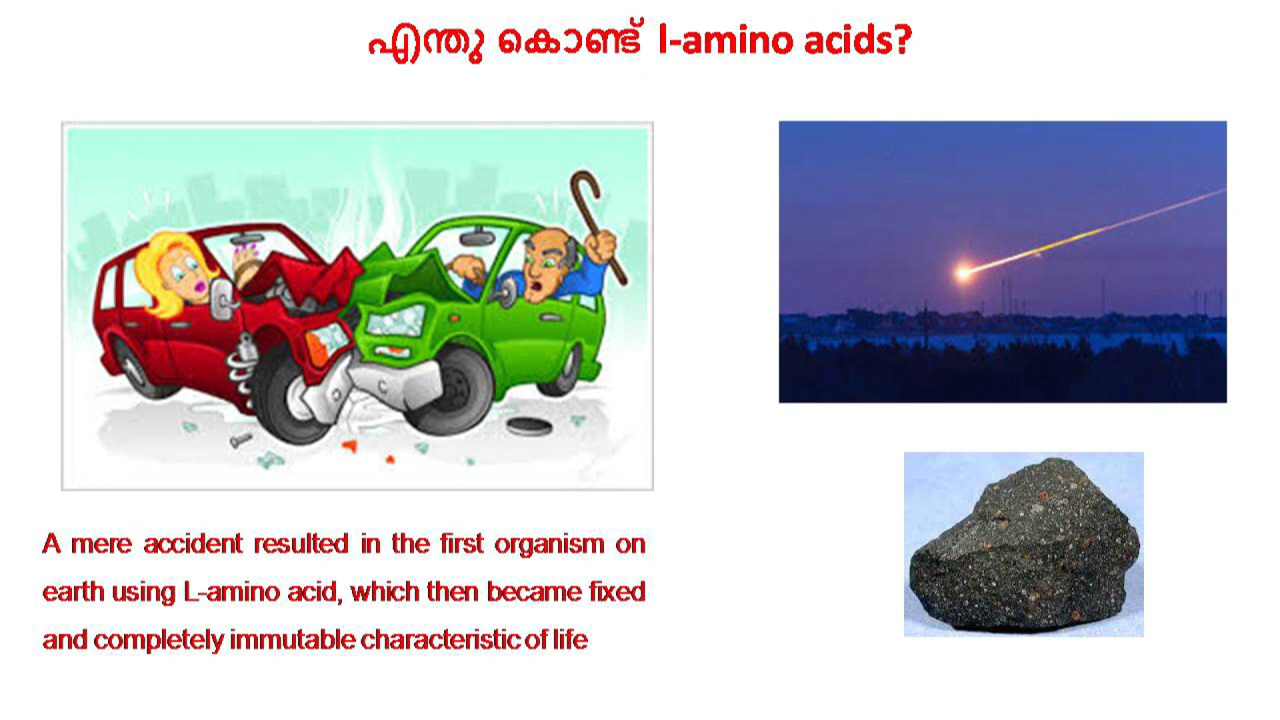 എന്തു കൊണ്ട് l-amino acids?
A mere accident resulted in the first organism on
earth using L-amino acid, which then became fixed
and completely immutable characteristic of life